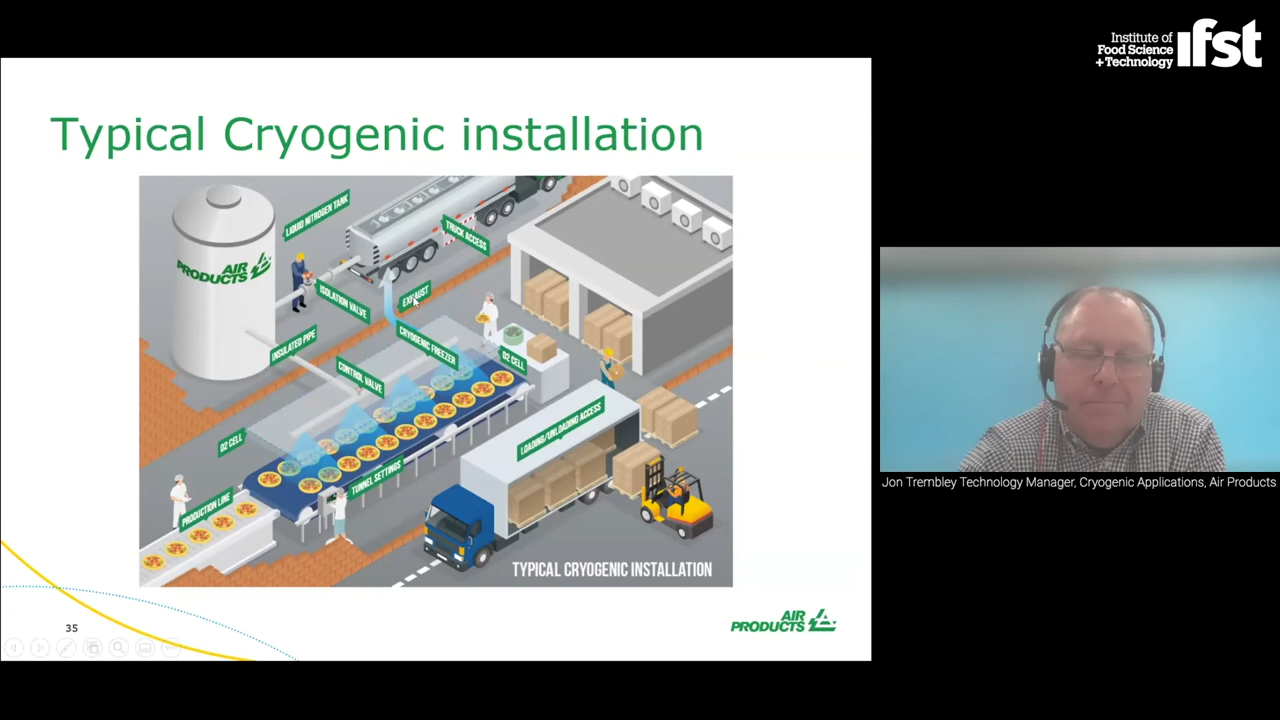 Institute of
Food Science
+Technology
ifst
Typical Cryogenic installation
LIQUID NITROGEN TANK
TRUCK ACCESS
AIR
PRODUCTS
ISOLATION VALVE
EXHAUST
INSULATED PIPE
CRYOGENIC FREEZER
CONTROL VALVE
O2 CELL
LOADING/UNLOADING ACCESS
O2 CELL
TUNNEL SETTINGS
PRODUCTION LINE
TYPICAL CRYOGENIC INSTALLATION
Jon Trembley Technology Manager, Cryogenic Applications, Air Products
35
AIR
PRODUCTS